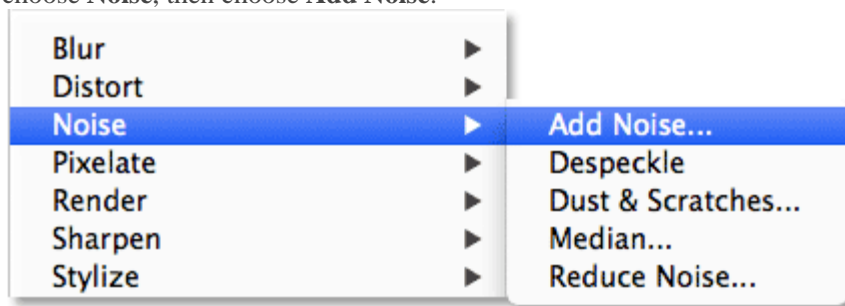 choose Noise, then choose Add Noise.
Blur
Distort
Noise
Pixelate
Render
Sharpen
Stylize
Add Noise...
Despeckle
Dust & Scratches...
Median...
Reduce Noise...